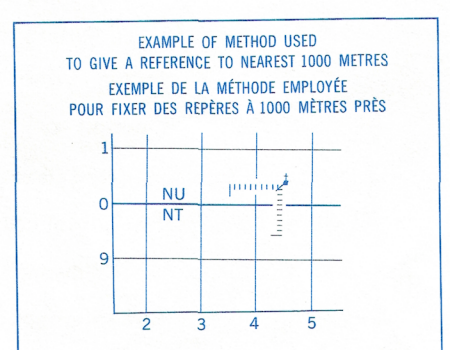 EXAMPLE OF METHOD USED
TO GIVE A REFERENCE TO NEAREST 1000 METRES
EXEMPLE DE LA MÉTHODE EMPLOYÉE
POUR FIXER DES REPÈRES À 1000 MÈTRES PRÈS
1
NU
0
NT
9
2 3 4 5